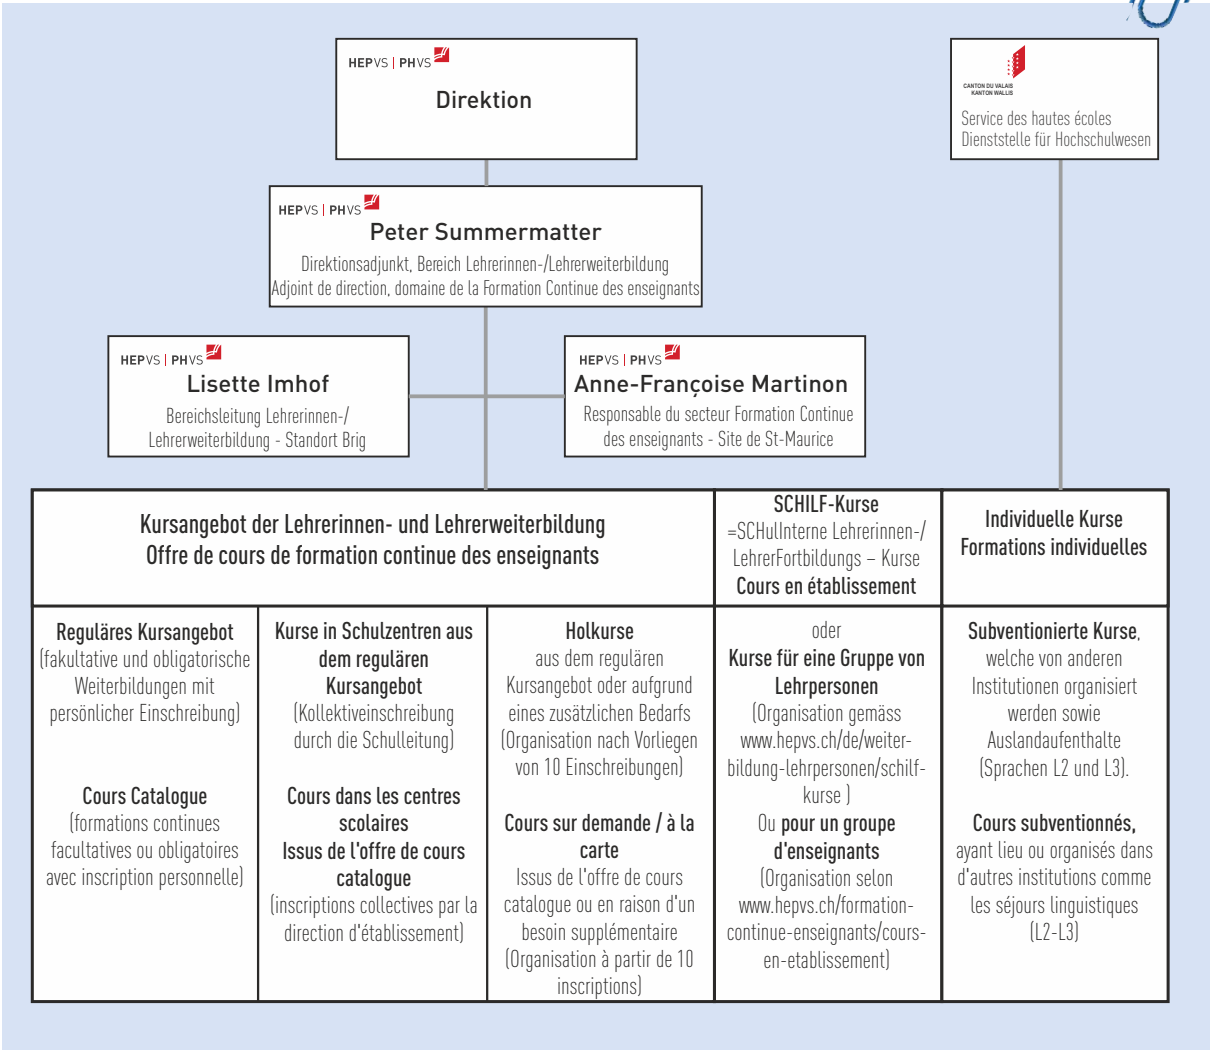 HEPVS | PHVS
Direktion
CANTON DU VALAIS
KANTON WALLIS
Service des hautes écoles
Dienststelle für Hochschulwesen
HEPVS | PHVS
Peter Summermatter
Direktionsadjunkt, Bereich Lehrerinnen-/Lehrerweiterbildung
Adjoint de direction, domaine de la Formation Continue des enseignants
HEPVS | PHVS
Lisette Imhof
Bereichsleitung Lehrerinnen-/
Lehrerweiterbildung - Standort Brig
HEPVS | PHVS
Anne-Françoise Martinon
Responsable du secteur Formation Continue
des enseignants - Site de St-Maurice
Kursangebot der Lehrerinnen- und Lehrerweiterbildung
Offre de cours de formation continue des enseignants
SCHILF-Kurse
=SCHulInterne Lehrerinnen-/
LehrerFortbildungs – Kurse
Cours en établissement
Individuelle Kurse
Formations individuelles
Reguläres Kursangebot
(fakultative und obligatorische
Weiterbildungen mit
persönlicher Einschreibung)
Cours Catalogue
(formations continues
facultatives ou obligatoires
avec inscription personnelle)
Kurse in Schulzentren aus
dem regulären
Kursangebot
(Kollektiveinschreibung
durch die Schulleitung)
Cours dans les centres
scolaires
Issus de l'offre de cours
catalogue
(inscriptions collectives par la
direction d'établissement)
Holkurse
aus dem regulären
Kursangebot oder aufgrund
eines zusätzlichen Bedarfs
(Organisation nach Vorliegen
von 10 Einschreibungen)
Cours sur demande / à la
carte
Issus de l'offre de cours
catalogue ou en raison d'un
besoin supplémentaire
(Organisation à partir de 10
inscriptions)
oder
Kurse für eine Gruppe von
Lehrpersonen
(Organisation gemäss
www.hepvs.ch/de/weiter-
bildung-lehrpersonen/schilf-
kurse )
Ou pour un groupe
d'enseignants
(Organisation selon
www.hepvs.ch/formation-
continue-enseignants/cours-
en-etablissement)
Subventionierte Kurse,
welche von anderen
Institutionen organisiert
werden sowie
Auslandaufenthalte
(Sprachen L2 und L3).
Cours subventionnés,
ayant lieu ou organisés dans
d'autres institutions comme
les séjours linguistiques
(L2-L3)